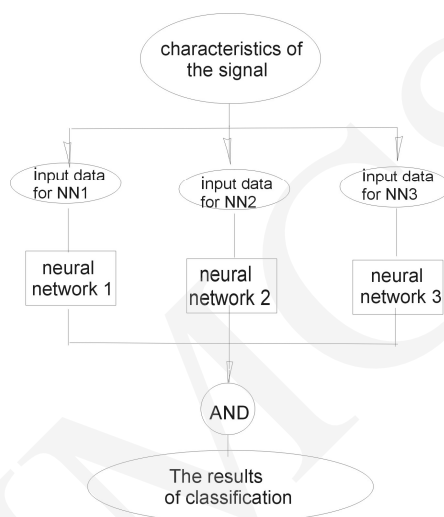 characteristics of
the signal
input data
for NN1
input data
for NN2
input data
for NN3
neural
network 1
neural
network 2
neural
network 3
AND
The results
of classification